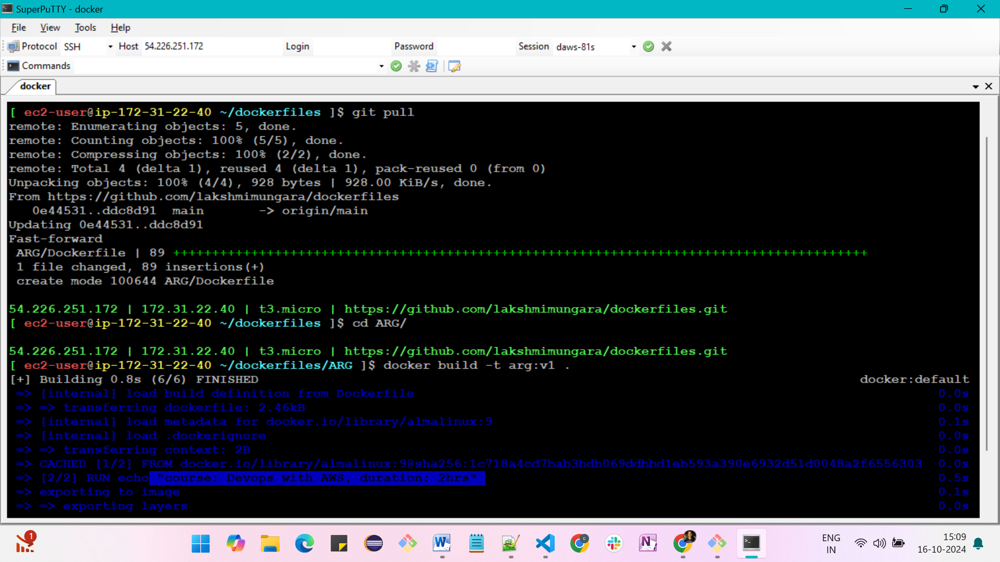 SuperPuTTY - docker
File View Tools Help
Protocol SSH Host 54.226.251.172 Login Password Session daws-81s
Commands
docker
[ ec2-user@ip-172-31-22-40 ~/dockerfiles ]$ git pull
remote: Enumerating objects: 5, done.
remote: Counting objects: 100% (5/5), done.
remote: Compressing objects: 100% (2/2), done.
remote: Total 4 (delta 1), reused 4 (delta 1), pack-reused 0 (from 0)
Unpacking objects: 100% (4/4), 928 bytes | 928.00 KiB/s, done.
From https://github.com/lakshmimungara/dockerfiles
   0e44531..ddc8d91  main       -> origin/main
Updating 0e44531..ddc8d91
Fast-forward
 ARG/Dockerfile | 89 +++++++++++++++++++++++++++++++++++++++++++++++++++++++++++++++++++++++++++++++++++++++++
 1 file changed, 89 insertions(+)
 create mode 100644 ARG/Dockerfile
54.226.251.172 | 172.31.22.40 | t3.micro | https://github.com/lakshmimungara/dockerfiles.git
[ ec2-user@ip-172-31-22-40 ~/dockerfiles ]$ cd ARG/
54.226.251.172 | 172.31.22.40 | t3.micro | https://github.com/lakshmimungara/dockerfiles.git
[ ec2-user@ip-172-31-22-40 ~/dockerfiles/ARG ]$ docker build -t arg:v1 .
[+] Building 0.8s (6/6) FINISHED docker:default
 => [internal] load build definition from Dockerfile 0.0s
 => => transferring dockerfile: 2.46kB 0.0s
 => [internal] load metadata for docker.io/library/almalinux:9 0.1s
 => [internal] load .dockerignore 0.0s
 => => transferring context: 2B 0.0s
 => CACHED [1/2] FROM docker.io/library/almalinux:9@sha256:1c718a4cd7bab3bdb069ddbbd1eb593a390e6932d51d0048a2f6556303 0.0s
 => [2/2] RUN echo "course: Devops with AWS, duration: 2hrs" 0.5s
 => exporting to image 0.1s
 => => exporting layers 0.0s
1
ENG
IN
15:09
16-10-2024